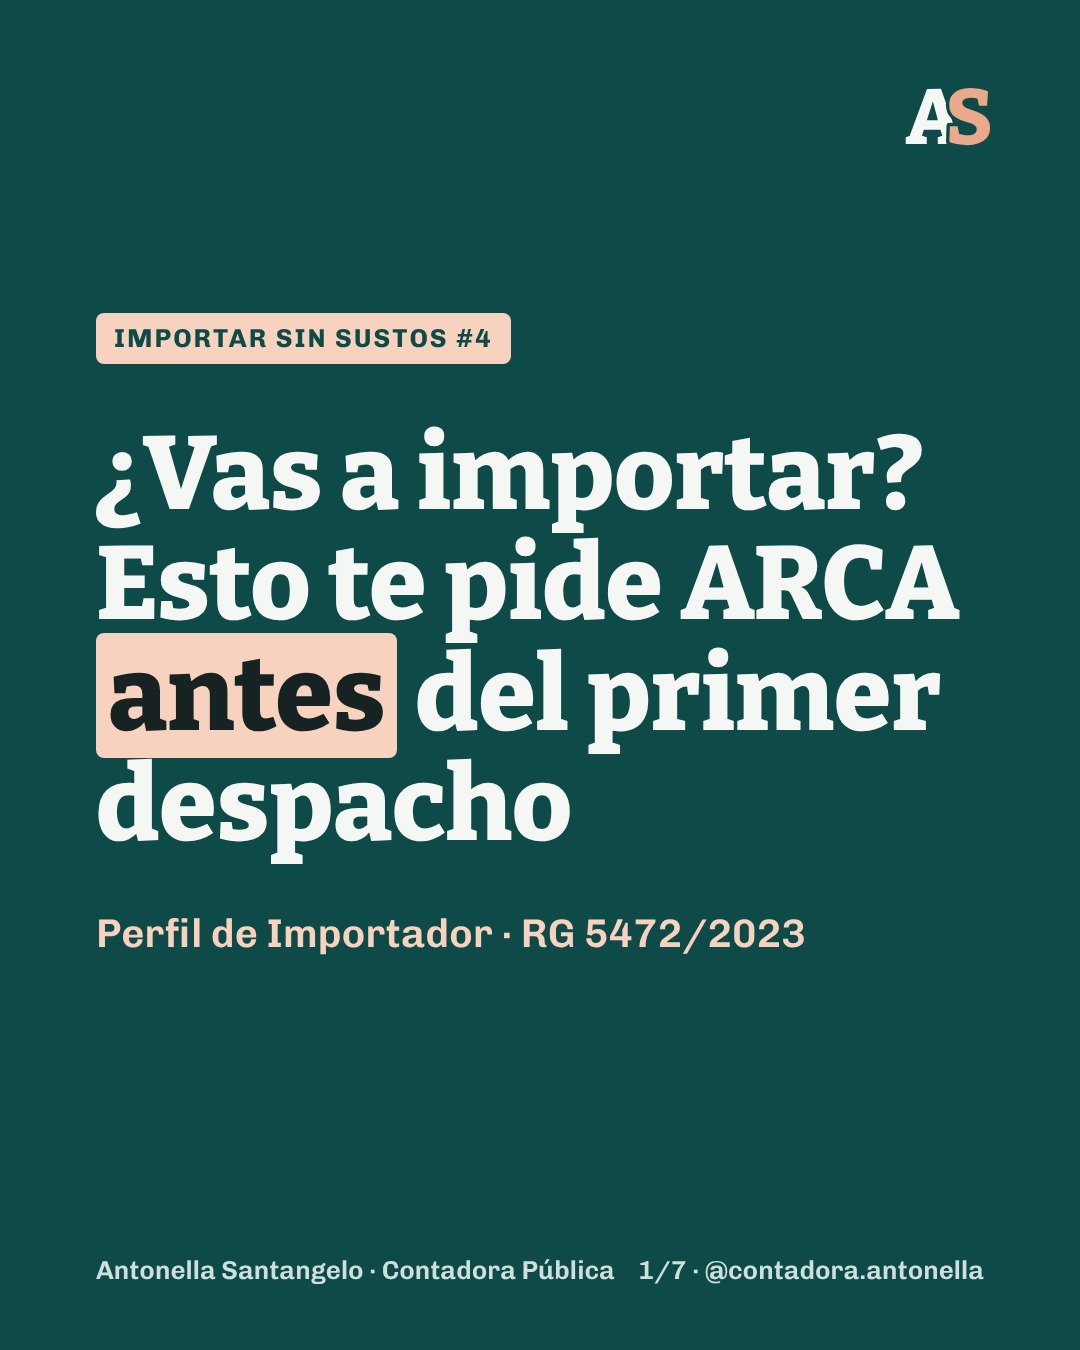 AS
IMPORTAR SIN SUSTOS #4
¿Vas a importar?
Esto te pide ARCA
antes del primer
despacho
Perfil de Importador · RG 5472/2023
Antonella Santangelo · Contadora Pública 1/7 · @contadora.antonella